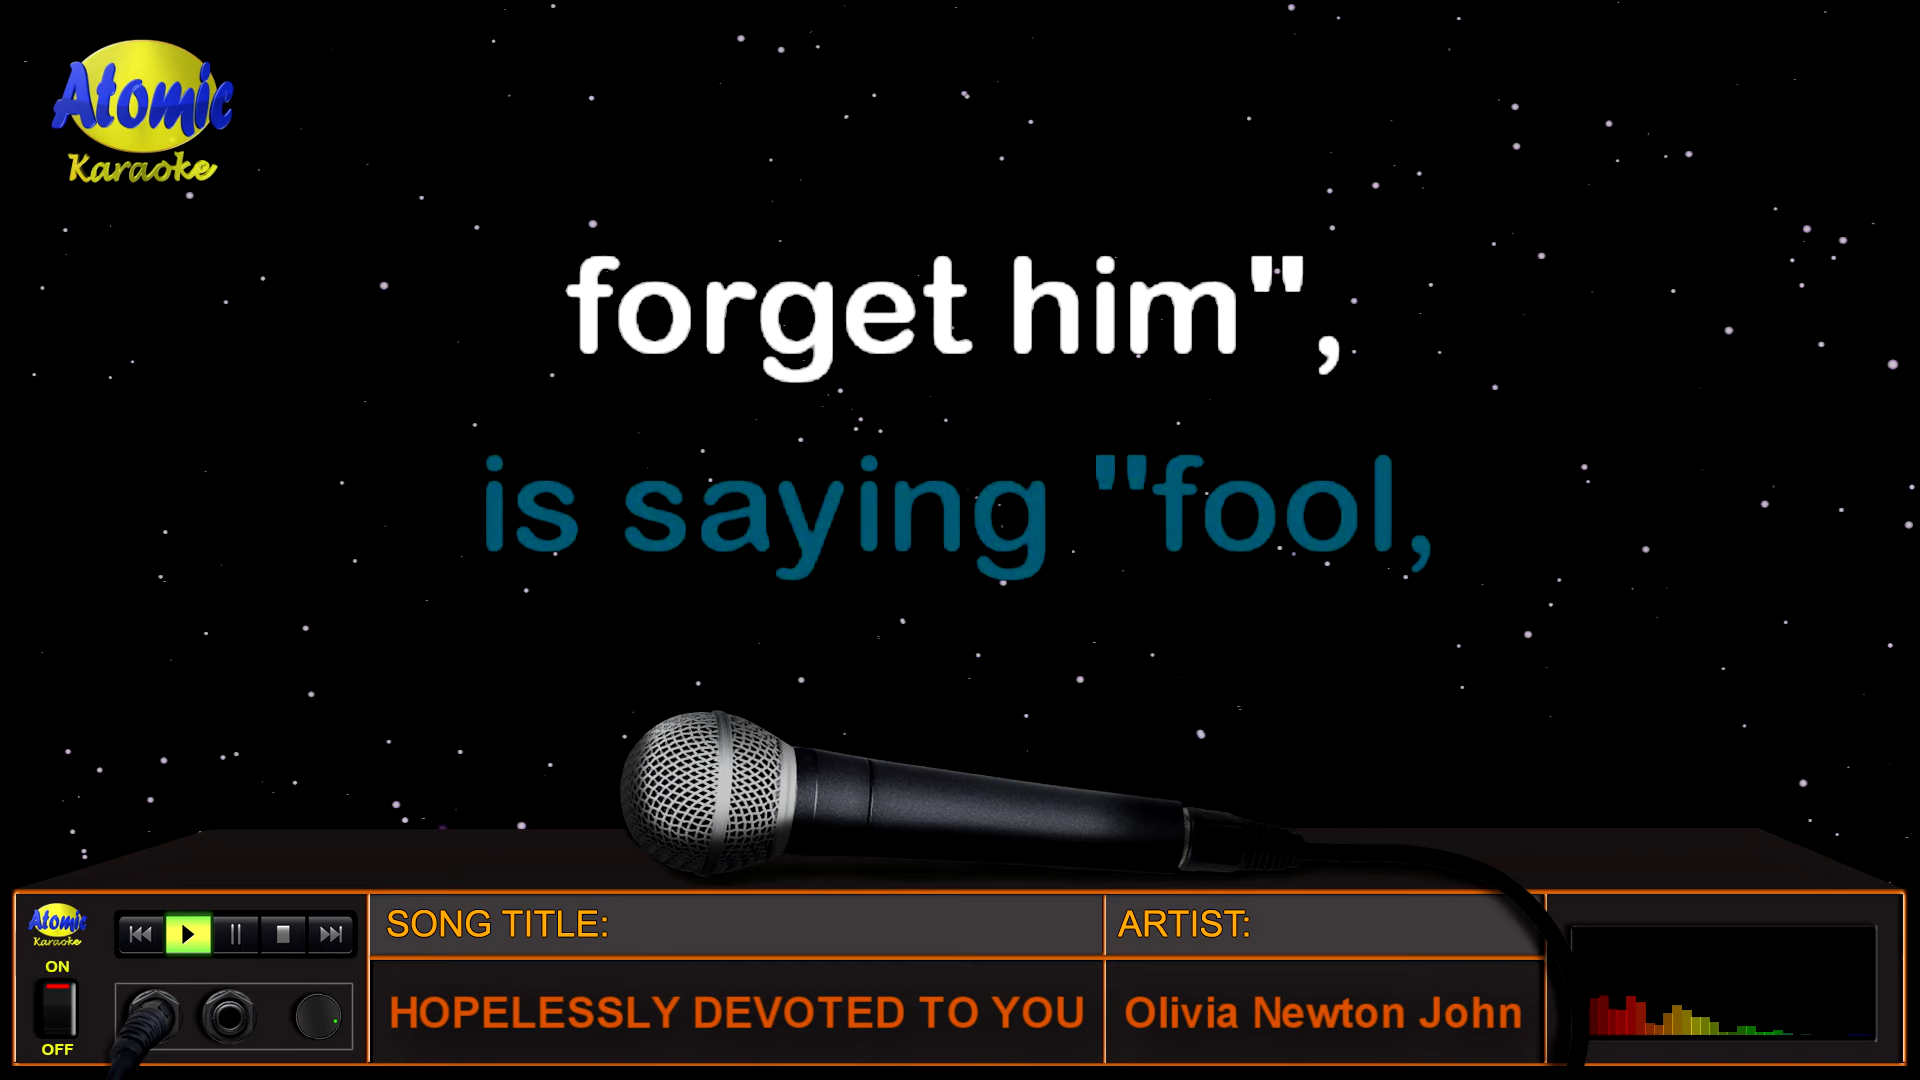 Atomic
Karaoke
forget him",
is saying "fool,
Atomic
Karaoke
ON
OFF
SONG TITLE:
ARTIST:
HOPELESSLY DEVOTED TO YOU
Olivia Newton John